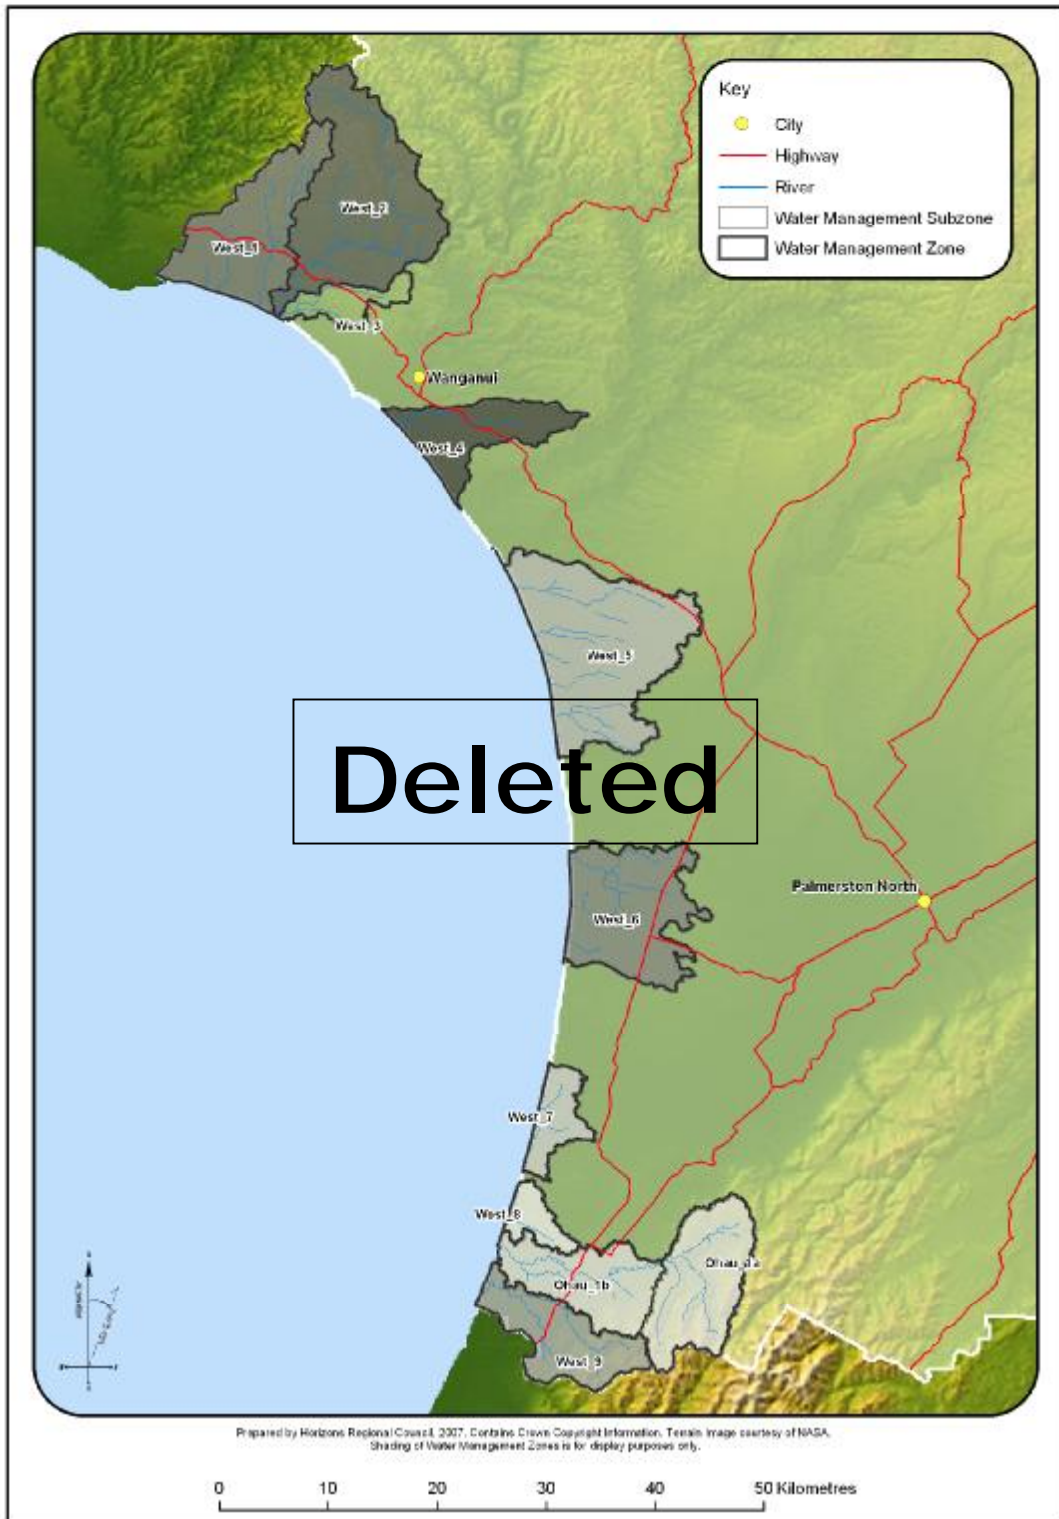 Key
City
Highway
River
Water Management Subzone
Water Management Zone
West_2
West_1
West_3
Wanganui
West_4
West_5
Deleted
Palmerston North
West_6
West_7
West_8
Ohau_1a
Ohau_1b
West_9
Prepared by Horizons Regional Council, 2007. Contains Crown Copyright Information. Terrain Image courtesy of NASA.
Shading of Water Management Zones is for display purposes only.
0 10 20 30 40 50 Kilometres